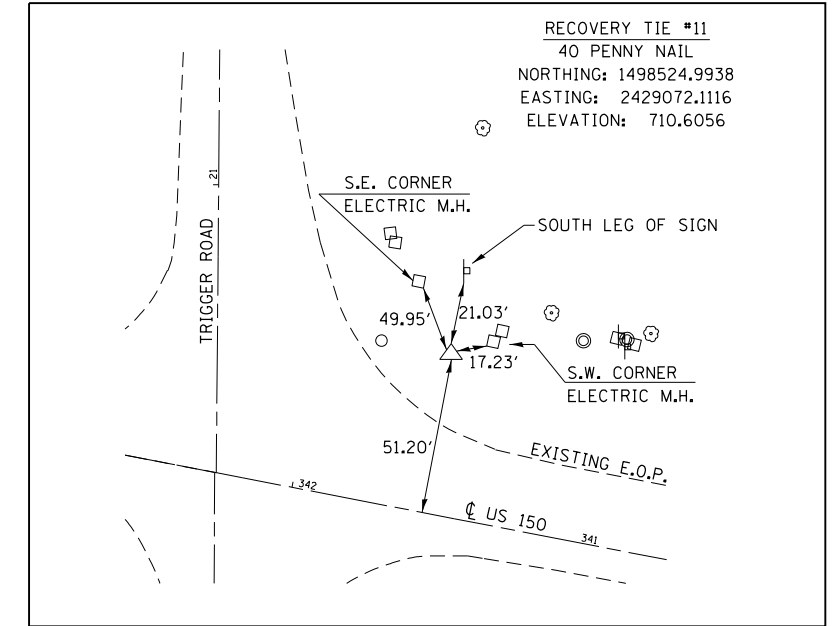 RECOVERY TIE #11
40 PENNY NAIL
NORTHING: 1498524.9938
EASTING: 2429072.1116
ELEVATION: 710.6056
S.E. CORNER
ELECTRIC M.H.
SOUTH LEG OF SIGN
21
TRIGGER ROAD
49.95'
21.03'
17.23'
S.W. CORNER
ELECTRIC M.H.
51.20'
EXISTING E.O.P.
342
℄ US 150
341